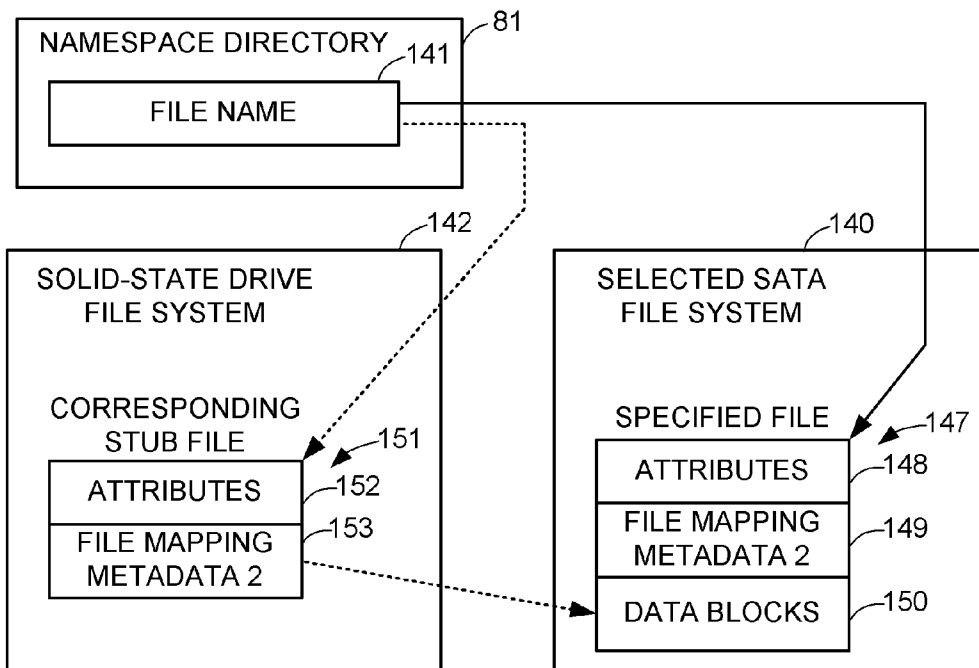 81
NAMESPACE DIRECTORY
141
FILE NAME
142
SOLID-STATE DRIVE
FILE SYSTEM
CORRESPONDING
STUB FILE
151
ATTRIBUTES
152
153
FILE MAPPING
METADATA 2
140
SELECTED SATA
FILE SYSTEM
SPECIFIED FILE
147
ATTRIBUTES
148
FILE MAPPING
METADATA 2
149
DATA BLOCKS
150